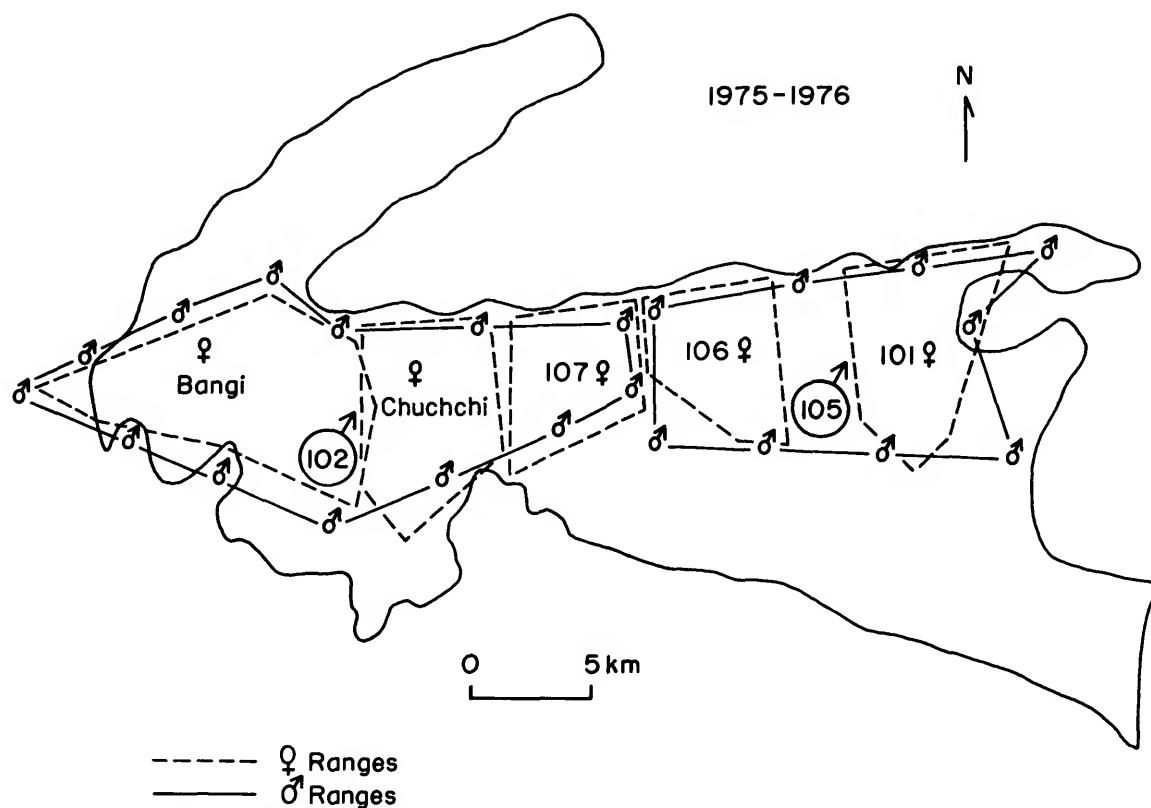 1975-1976
N
♀
Bangi
♀
Chuchchi
107 ♀
106 ♀
101 ♀
102
105
0 5 km
♀ Ranges
♂ Ranges